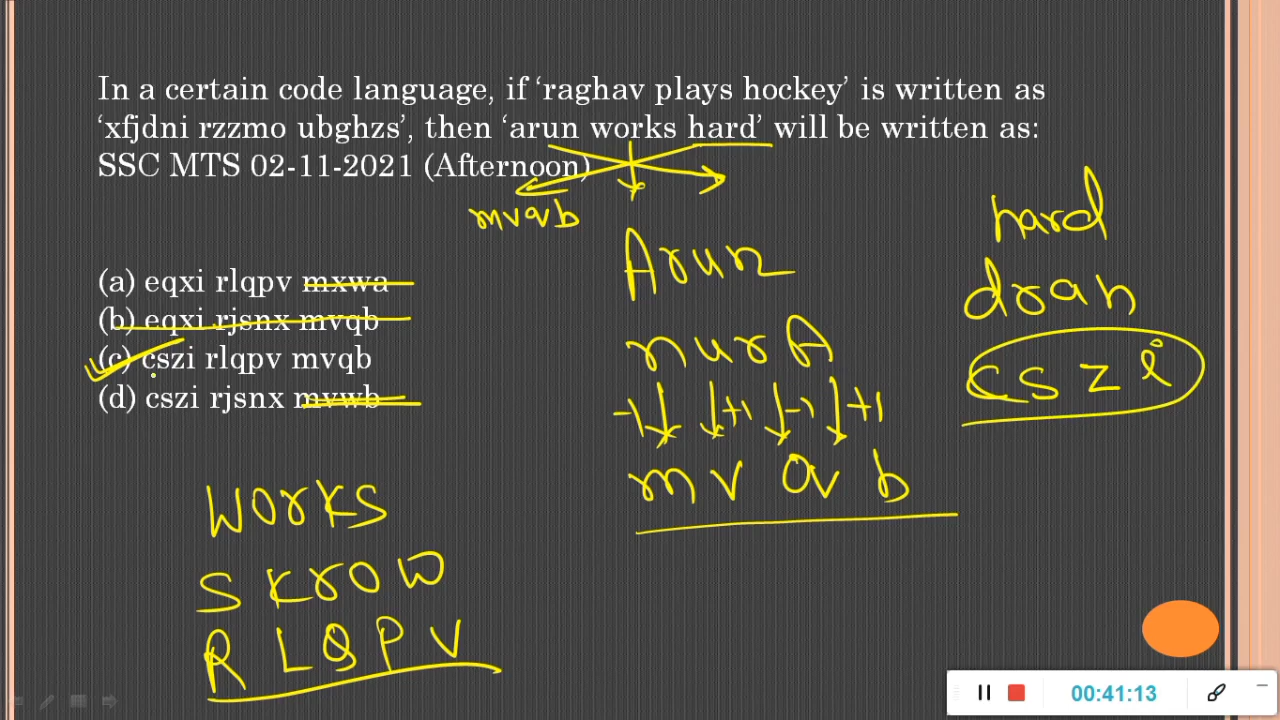 In a certain code language, if ‘raghav plays hockey’ is written as
‘xfjdni rzzmo ubghzs’, then ‘arun works hard’ will be written as:
SSC MTS 02-11-2021 (Afternoon)
mvqb
hard
Arun
(a) eqxi rlqpv mxwa
drah
(b) eqxi rjsnx mvqb
nurA
(c) cszi rlqpv mvqb
cszi
(d) cszi rjsnx mvwb
-1 +1 -1 +1
mvqb
works
skrow
RLQPV
00:41:13